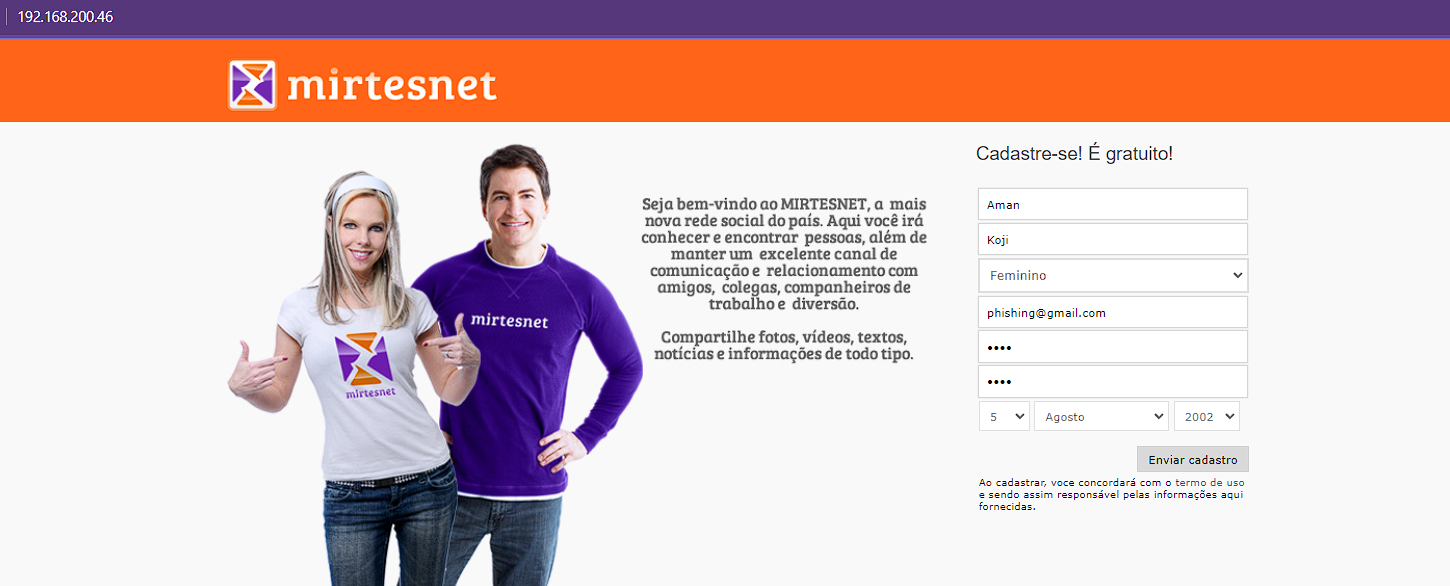 192.168.200.46
mirtesnet
Cadastre-se! É gratuito!
Seja bem-vindo ao MIRTESNET, a mais
nova rede social do país. Aqui você irá
conhecer e encontrar pessoas, além de
manter um excelente canal de
comunicação e relacionamento com
amigos, colegas, companheiros de
trabalho e diversão.
Compartilhe fotos, vídeos, textos,
notícias e informações de todo tipo.
mirtesnet
mirtesnet
Aman
Koji
Feminino
phishing@gmail.com
••••
••••
5 Agosto 2002
Enviar cadastro
Ao cadastrar, voce concordará com o termo de uso
e sendo assim responsável pelas informações aqui
fornecidas.